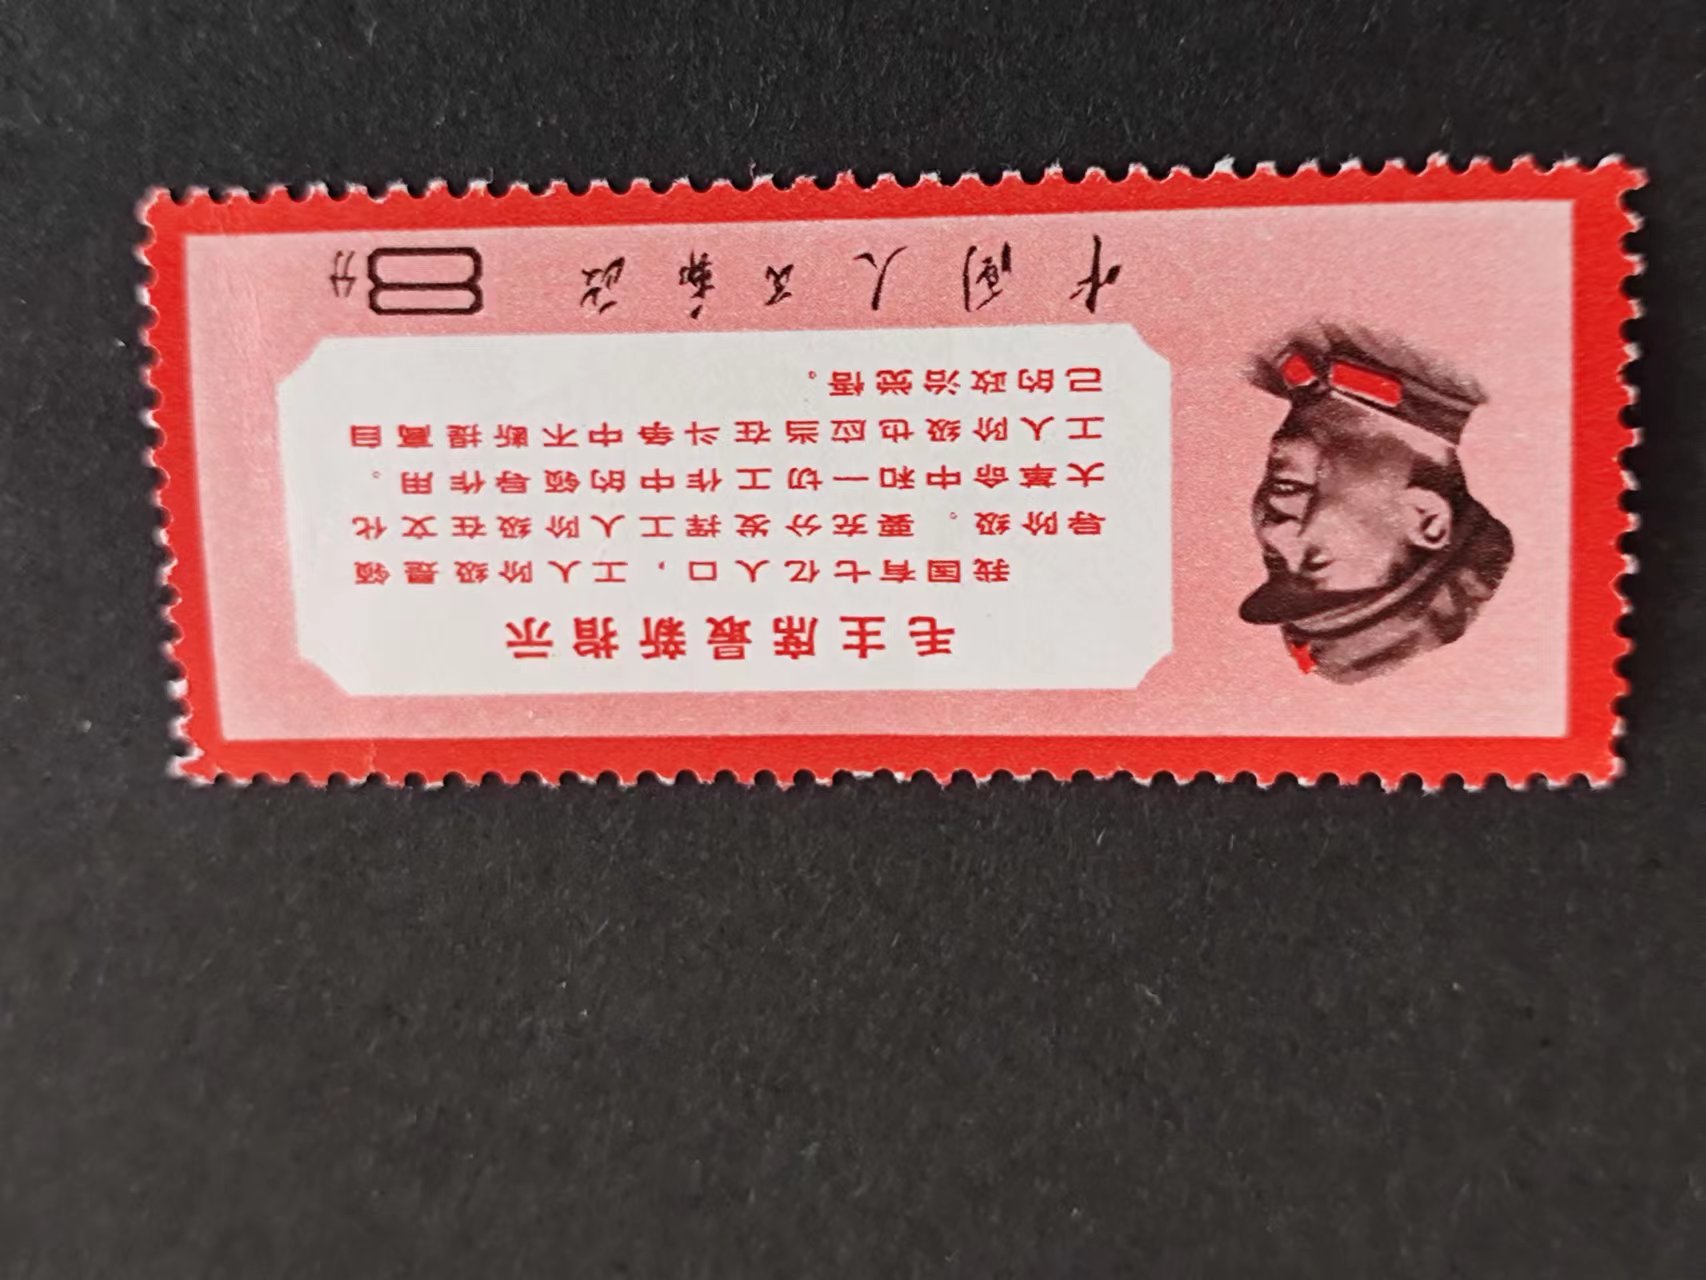 毛主席最新指示
我国有七亿人口，工人阶级是领
导阶级。要充分发挥工人阶级在文化
大革命中和一切工作中的领导作用。
工人阶级也应当在斗争中不断提高自
己的政治觉悟。
中国人民邮政 8分